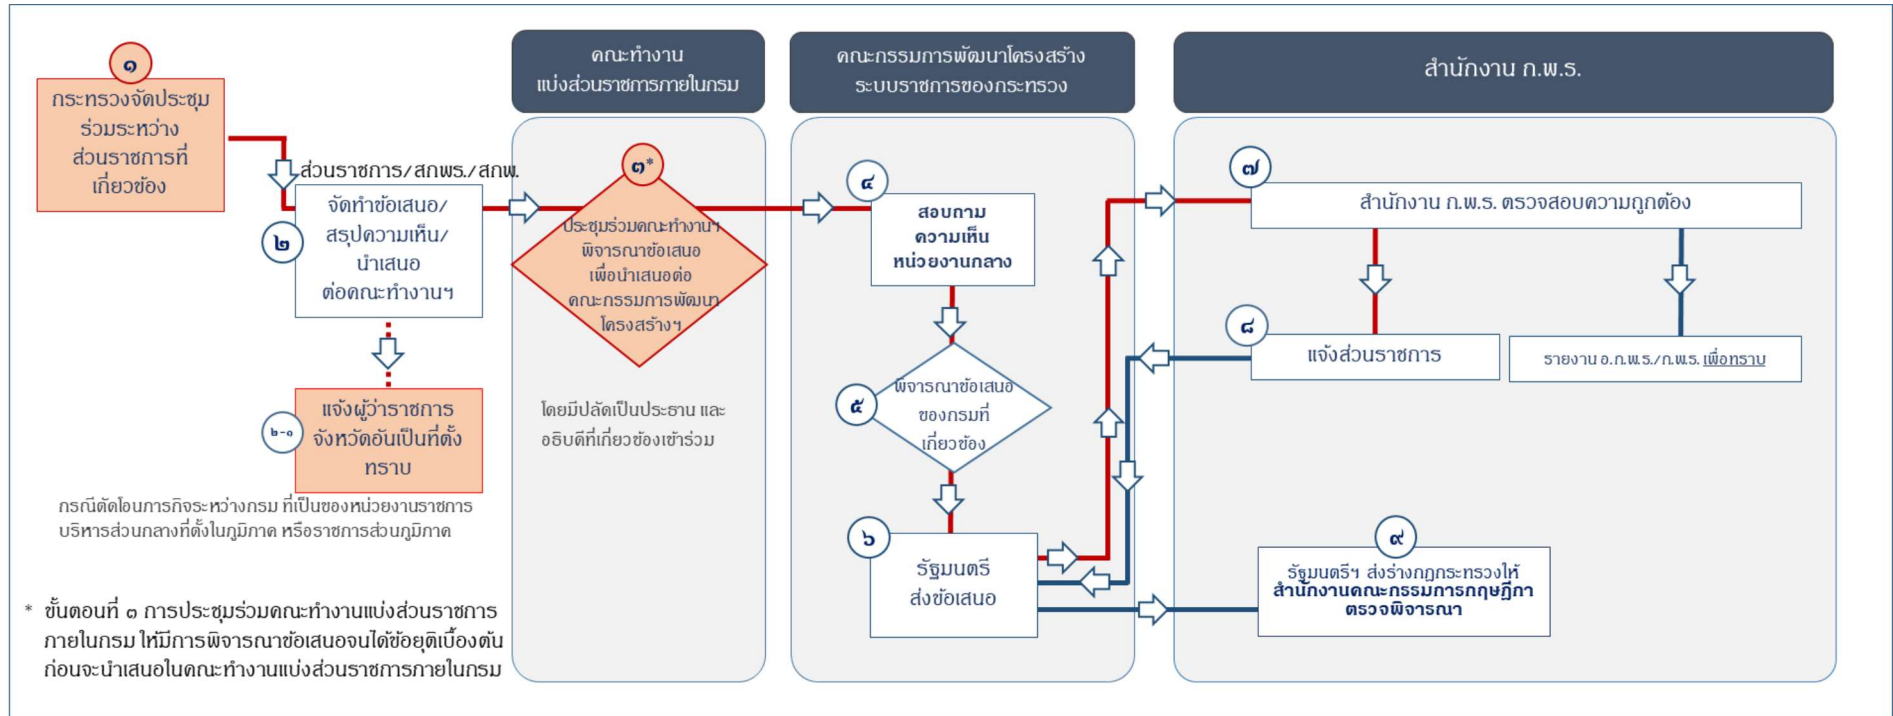 ๑
กระทรวงจัดประชุม
ร่วมระหว่าง
ส่วนราชการที่
เกี่ยวข้อง
ส่วนราชการ/สกพร./สกพ.
๒
จัดทำข้อเสนอ/
สรุปความเห็น/
นำเสนอ
ต่อคณะทำงานฯ
๒-๑
แจ้งผู้ว่าราชการ
จังหวัดอันเป็นที่ตั้ง
ทราบ
กรณีตัดโอนภารกิจระหว่างกรม ที่เป็นของหน่วยงานราชการ
บริหารส่วนกลางที่ตั้งในภูมิภาค หรือราชการส่วนภูมิภาค
* ขั้นตอนที่ ๓ การประชุมร่วมคณะทำงานแบ่งส่วนราชการ
ภายในกรม ให้มีการพิจารณาข้อเสนอจนได้ข้อยุติเบื้องต้น
ก่อนจะนำเสนอในคณะทำงานแบ่งส่วนราชการภายในกรม
คณะทำงาน
แบ่งส่วนราชการภายในกรม
๓*
ประชุมร่วมคณะทำงานฯ
พิจารณาข้อเสนอ
เพื่อนำเสนอต่อ
คณะกรรมการพัฒนา
โครงสร้างฯ
โดยมีปลัดเป็นประธาน และ
อธิบดีที่เกี่ยวข้องเข้าร่วม
คณะกรรมการพัฒนาโครงสร้าง
ระบบราชการของกระทรวง
๔
สอบถาม
ความเห็น
หน่วยงานกลาง
๕
พิจารณาข้อเสนอ
ของกรมที่
เกี่ยวข้อง
๖
รัฐมนตรี
ส่งข้อเสนอ
สำนักงาน ก.พ.ร.
๗
สำนักงาน ก.พ.ร. ตรวจสอบความถูกต้อง
๘
แจ้งส่วนราชการ
รายงาน อ.ก.พ.ร./ก.พ.ร. เพื่อทราบ
๙
รัฐมนตรีฯ ส่งร่างกฎกระทรวงให้
สำนักงานคณะกรรมการกฤษฎีกา
ตรวจพิจารณา